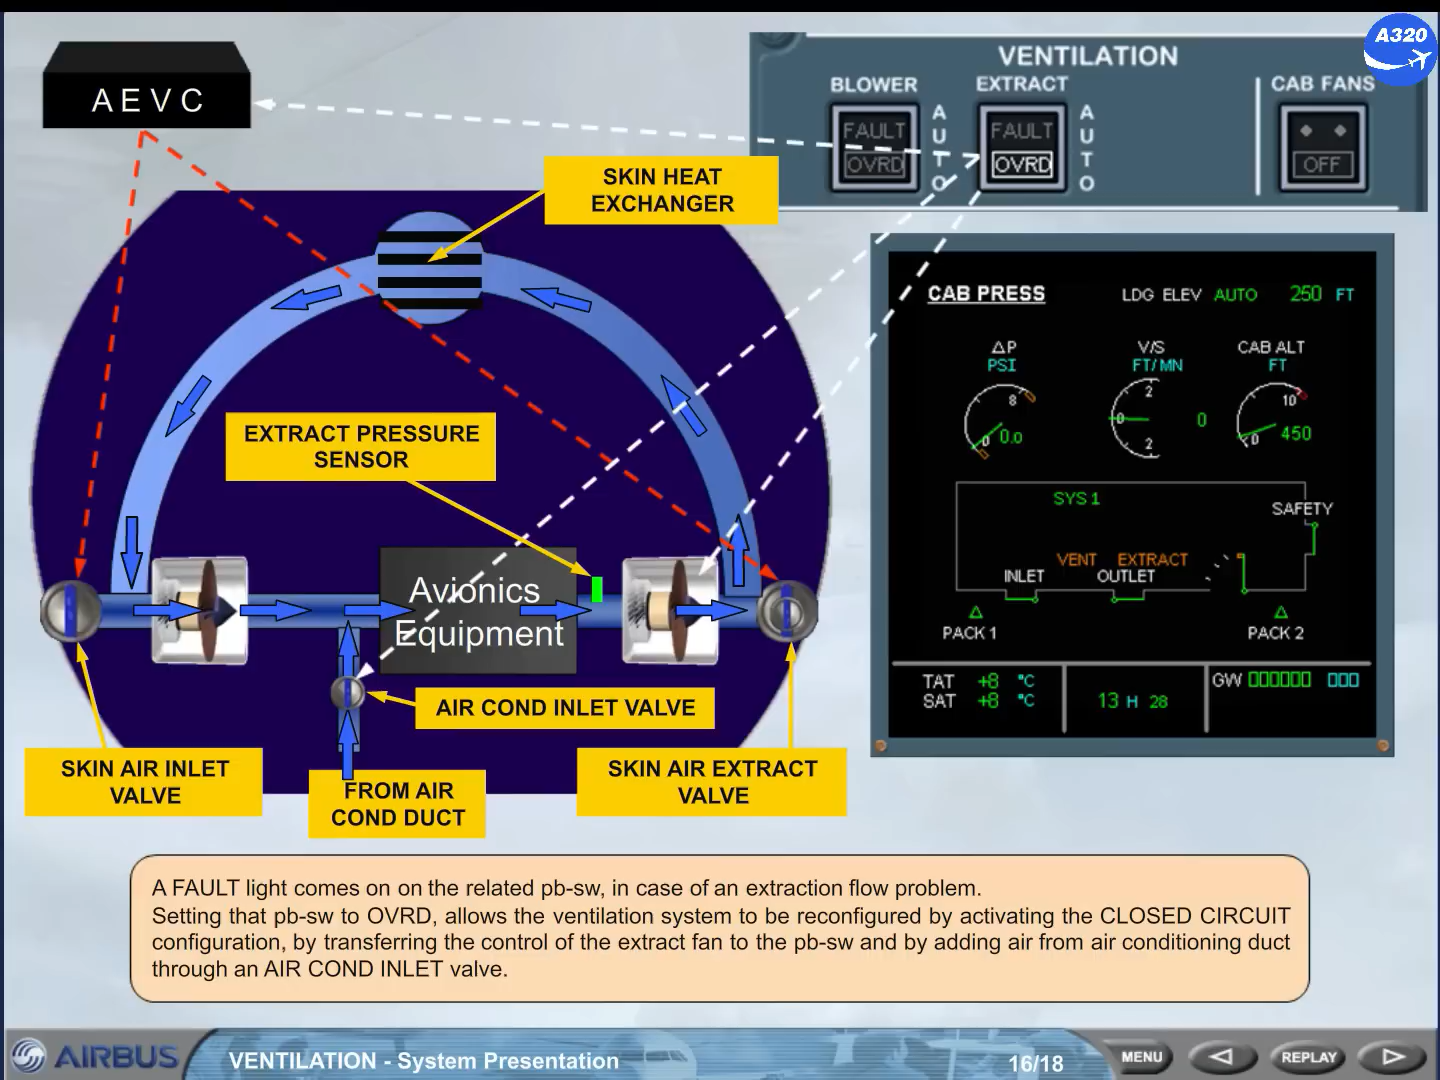 A320
AEVC
VENTILATION
BLOWER
EXTRACT
CAB FANS
FAULT
OVRD
AUTO
FAULT
OVRD
AUTO
OFF
SKIN HEAT
EXCHANGER
EXTRACT PRESSURE
SENSOR
Avionics
Equipment
AIR COND INLET VALVE
SKIN AIR INLET
VALVE
FROM AIR
COND DUCT
SKIN AIR EXTRACT
VALVE
CAB PRESS
LDG ELEV AUTO 250 FT
ΔP
PSI
8
0
0.0
V/S
FT/MN
2
0
2
0
CAB ALT
FT
10
0
450
SYS 1
SAFETY
VENT EXTRACT
INLET OUTLET
PACK 1
PACK 2
TAT +8 °C
SAT +8 °C
13 H 28
GW
A FAULT light comes on on the related pb-sw, in case of an extraction flow problem.
Setting that pb-sw to OVRD, allows the ventilation system to be reconfigured by activating the CLOSED CIRCUIT
configuration, by transferring the control of the extract fan to the pb-sw and by adding air from air conditioning duct
through an AIR COND INLET valve.
AIRBUS
VENTILATION - System Presentation
16/18
MENU
REPLAY